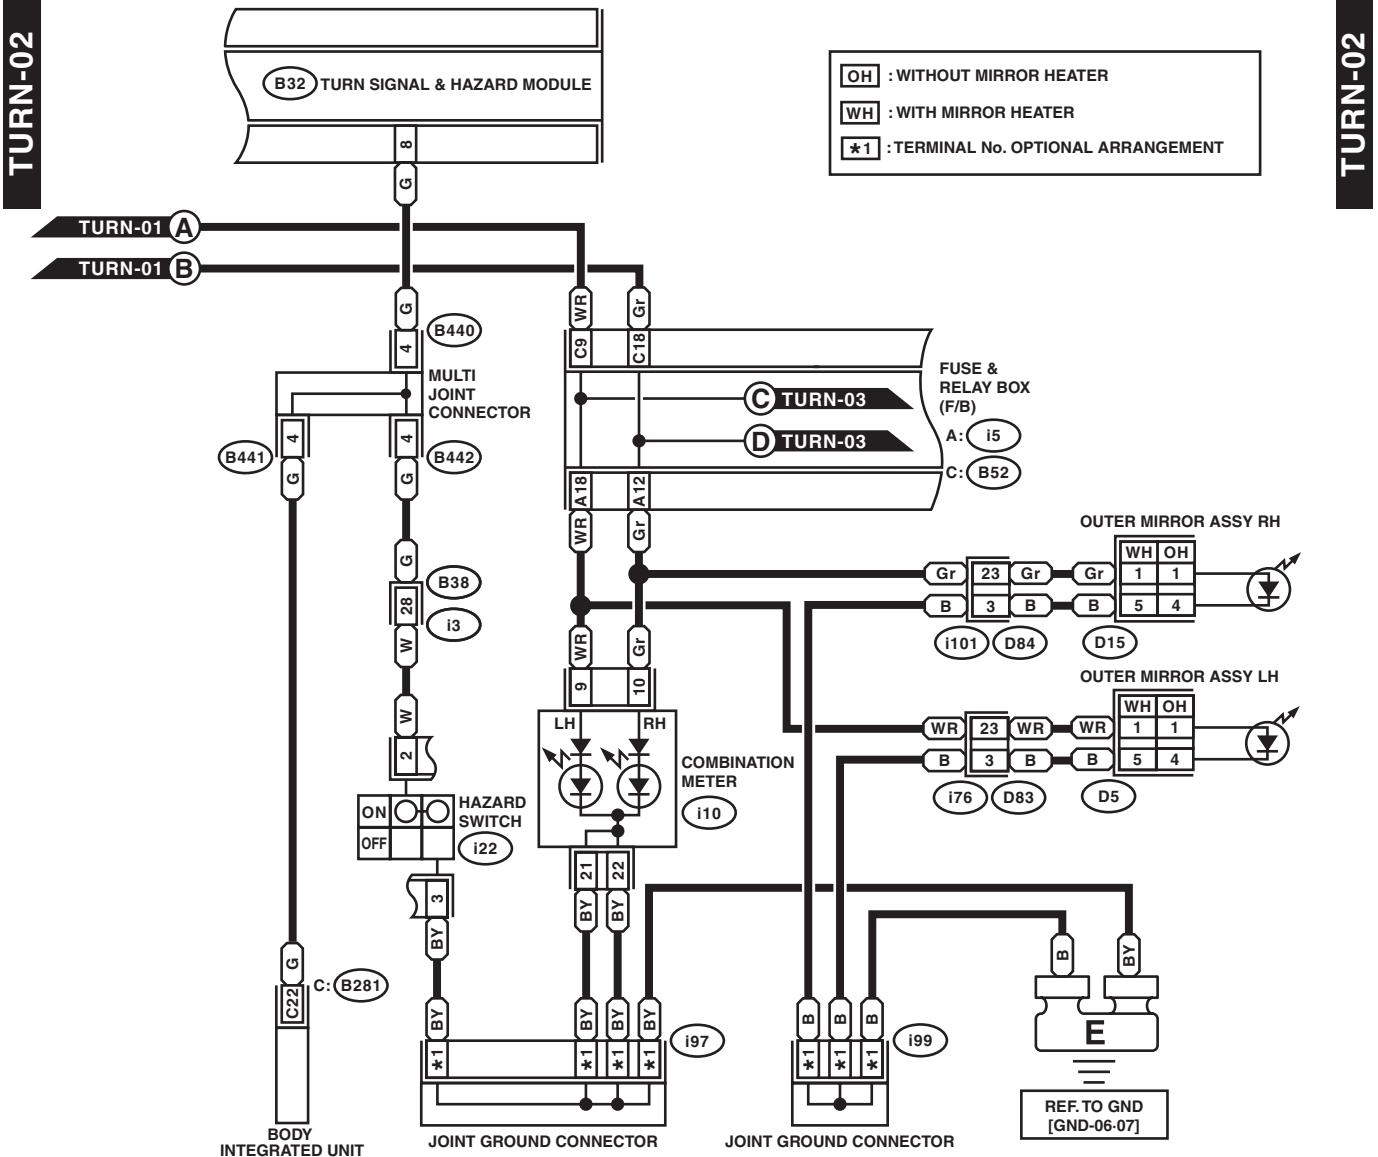 TURN-02
TURN-02
B32 TURN SIGNAL & HAZARD MODULE
8
G
OH : WITHOUT MIRROR HEATER
WH : WITH MIRROR HEATER
*1 : TERMINAL No. OPTIONAL ARRANGEMENT
TURN-01 A
TURN-01 B
G
WR
Gr
B440
4
C9
C18
MULTI
JOINT
CONNECTOR
FUSE &
RELAY BOX
(F/B)
C TURN-03
D TURN-03
A: i5
C: B52
4
4
B441
B442
G
G
A18
A12
WR
Gr
G
B38
28
i3
W
W
2
OUTER MIRROR ASSY RH
WH OH
Gr 23 Gr Gr 1 1
B 3 B B 5 4
i101 D84 D15
WR
Gr
9
10
OUTER MIRROR ASSY LH
WH OH
WR 23 WR WR 1 1
B 3 B B 5 4
i76 D83 D5
LH
RH
COMBINATION
METER
i10
ON
OFF
HAZARD
SWITCH
i22
21
22
3
BY
BY
BY
B
BY
G
C22
C: B281
BY
BY
BY
BY
i97
*1
*1
*1
*1
B
B
B
i99
*1
*1
*1
E
REF. TO GND
[GND-06·07]
BODY
INTEGRATED UNIT
JOINT GROUND CONNECTOR
JOINT GROUND CONNECTOR